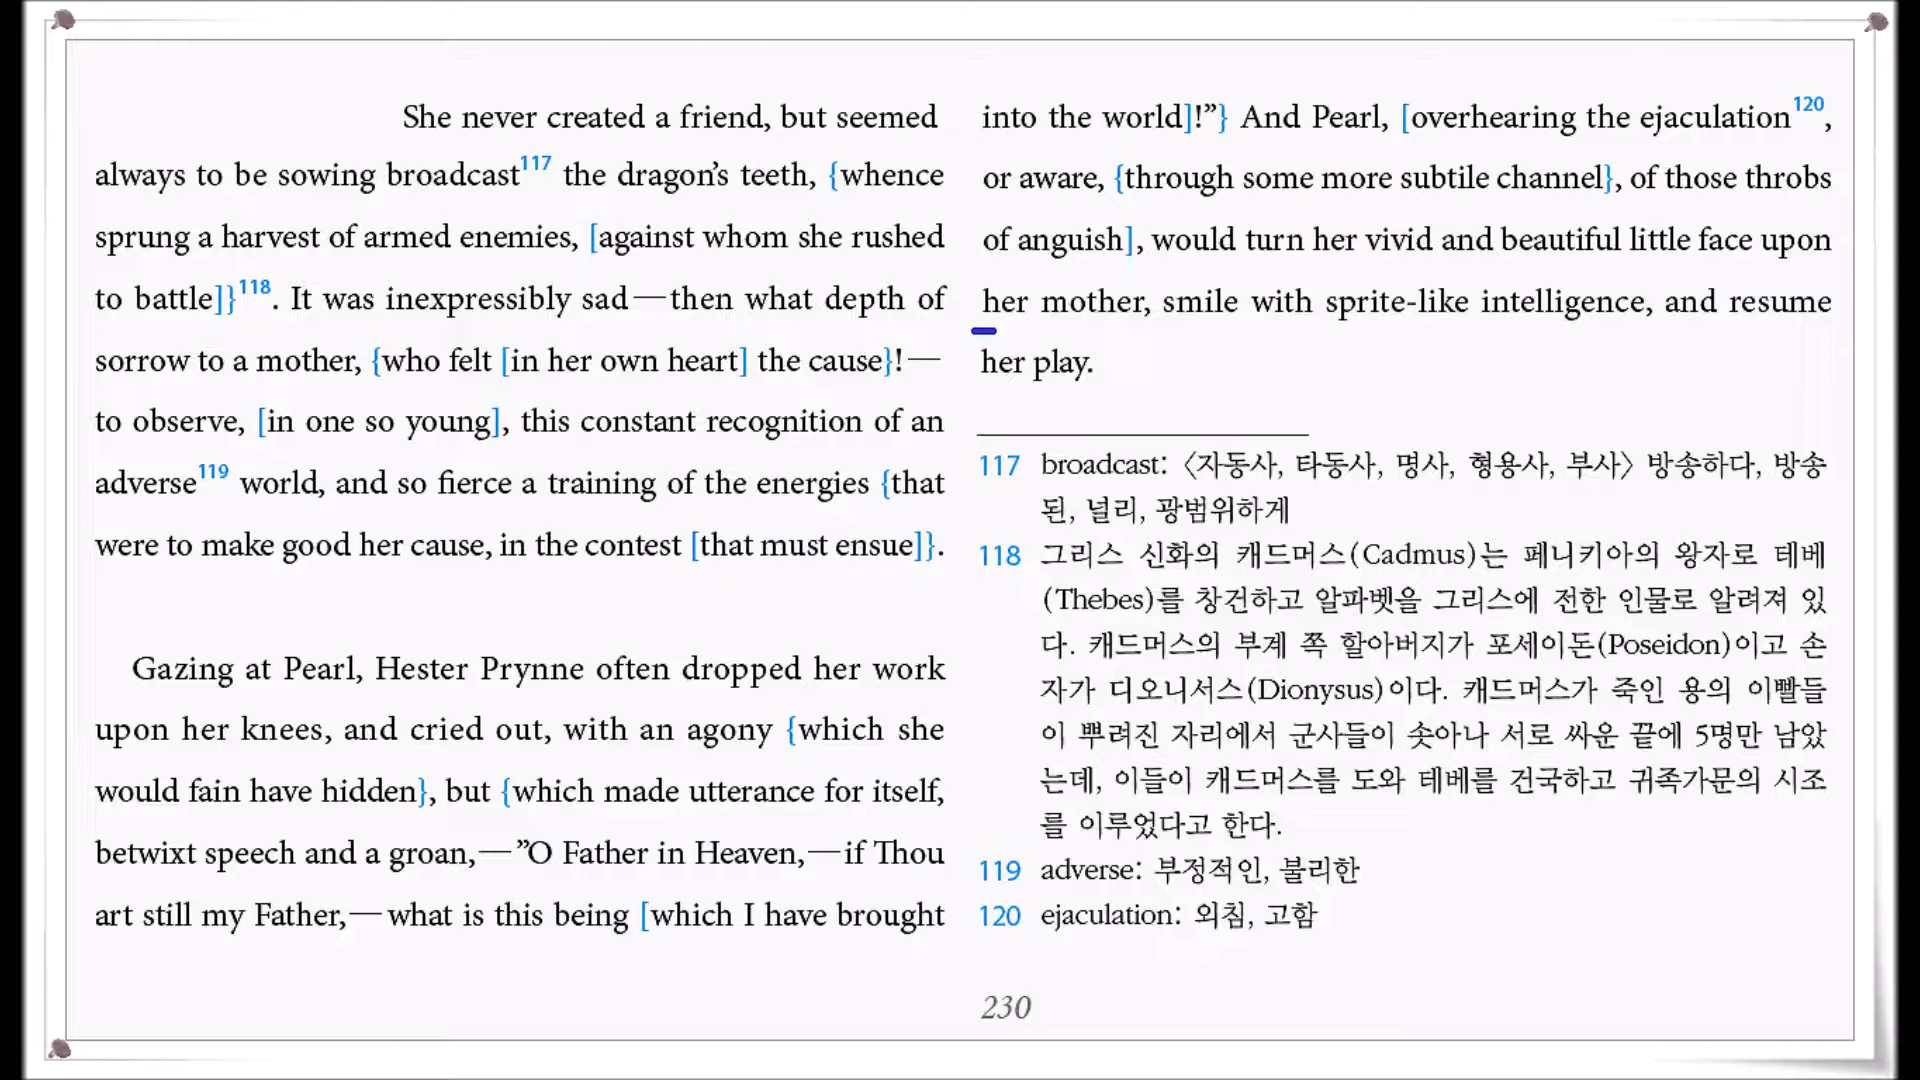 She never created a friend, but seemed
always to be sowing broadcast117 the dragon's teeth, {whence
sprung a harvest of armed enemies, [against whom she rushed
to battle]}118. It was inexpressibly sad—then what depth of
sorrow to a mother, {who felt [in her own heart] the cause}!—
to observe, [in one so young], this constant recognition of an
adverse119 world, and so fierce a training of the energies {that
were to make good her cause, in the contest [that must ensue]}.
Gazing at Pearl, Hester Prynne often dropped her work
upon her knees, and cried out, with an agony {which she
would fain have hidden}, but {which made utterance for itself,
betwixt speech and a groan,—”O Father in Heaven,—if Thou
art still my Father,—what is this being [which I have brought
into the world]!”} And Pearl, [overhearing the ejaculation120,
or aware, {through some more subtile channel}, of those throbs
of anguish], would turn her vivid and beautiful little face upon
her mother, smile with sprite-like intelligence, and resume
her play.
117 broadcast: 〈자동사, 타동사, 명사, 형용사, 부사〉 방송하다, 방송
된, 널리, 광범위하게
118 그리스 신화의 캐드머스(Cadmus)는 페니키아의 왕자로 테베
(Thebes)를 창건하고 알파벳을 그리스에 전한 인물로 알려져 있
다. 캐드머스의 부계 쪽 할아버지가 포세이돈(Poseidon)이고 손
자가 디오니서스(Dionysus)이다. 캐드머스가 죽인 용의 이빨들
이 뿌려진 자리에서 군사들이 솟아나 서로 싸운 끝에 5명만 남았
는데, 이들이 캐드머스를 도와 테베를 건국하고 귀족가문의 시조
를 이루었다고 한다.
119 adverse: 부정적인, 불리한
120 ejaculation: 외침, 고함
230